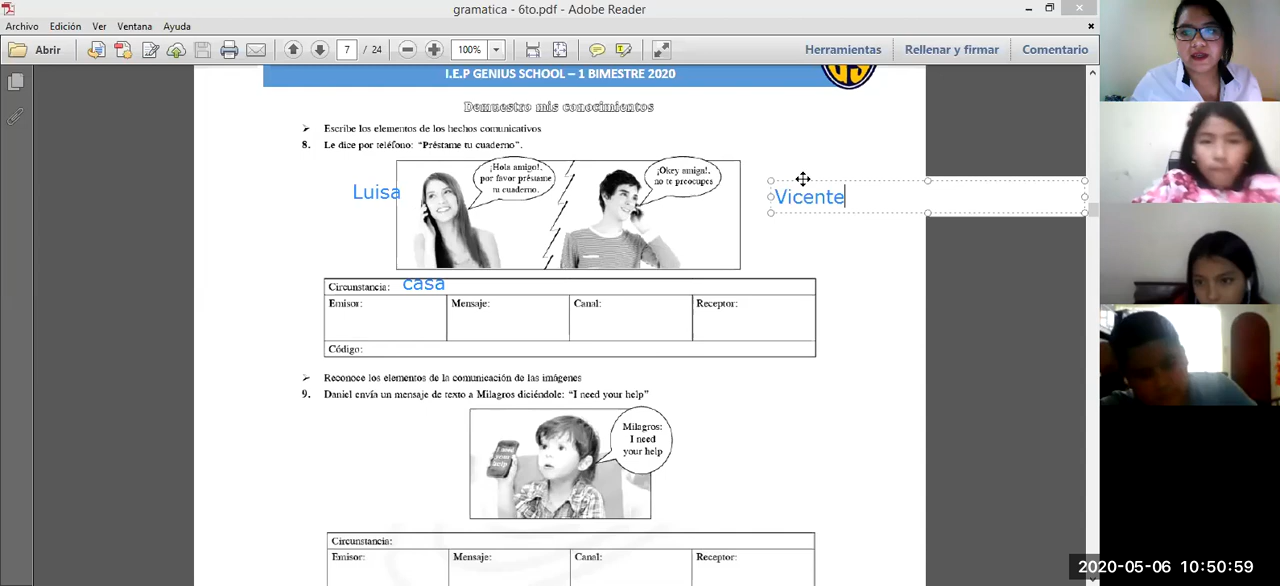 gramatica - 6to.pdf - Adobe Reader
Archivo Edición Ver Ventana Ayuda
Abrir 7 / 24 100% Herramientas Rellenar y firmar Comentario
I.E.P GENIUS SCHOOL – 1 BIMESTRE 2020
Demuestro mis conocimientos
Escribe los elementos de los hechos comunicativos
8. Le dice por teléfono: “Préstame tu cuaderno”.
¡Hola amigo!,
por favor préstame
tu cuaderno.
¡Okey amiga!,
no te preocupes
Luisa
Vicente
Circunstancia: casa
Emisor: Mensaje: Canal: Receptor:
Código:
Reconoce los elementos de la comunicación de las imágenes
9. Daniel envía un mensaje de texto a Milagros diciéndole: “I need your help”
Milagros:
I need
your help
I need
your
help
Circunstancia:
Emisor: Mensaje: Canal: Receptor:
2020-05-06 10:50:59